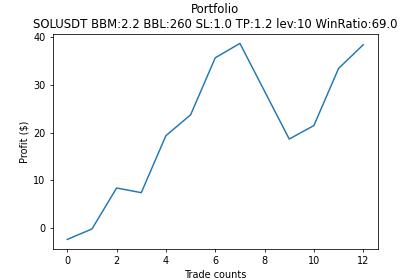 Portfolio
SOLUSDT BBM:2.2 BBL:260 SL:1.0 TP:1.2 lev:10 WinRatio:69.0
40
30
20
10
0
Profit ($)
0 2 4 6 8 10 12
Trade counts